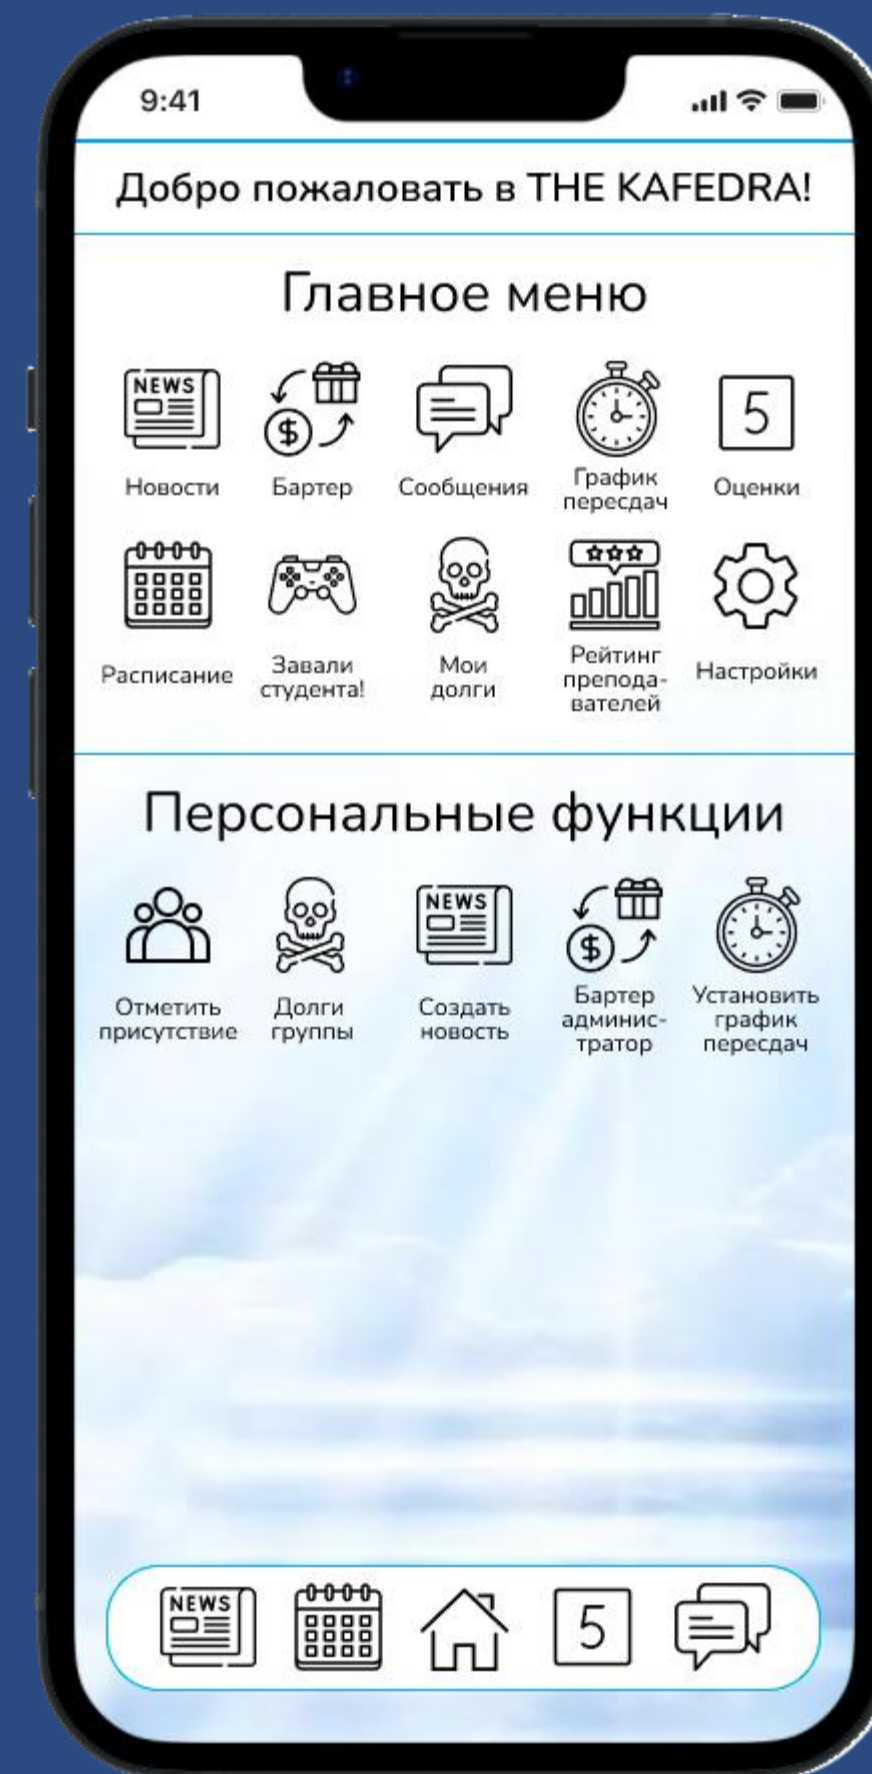 9:41
Добро пожаловать в THE KAFEDRA!
Главное меню
NEWS
$
5
Новости
Бартер
Сообщения
График
пересдач
Оценки
Расписание
Завали
студента!
Мои
долги
Рейтинг
препода-
вателей
Настройки
Персональные функции
NEWS
$
Отметить
присутствие
Долги
группы
Создать
новость
Бартер
админис-
тратор
Установить
график
пересдач
NEWS
5